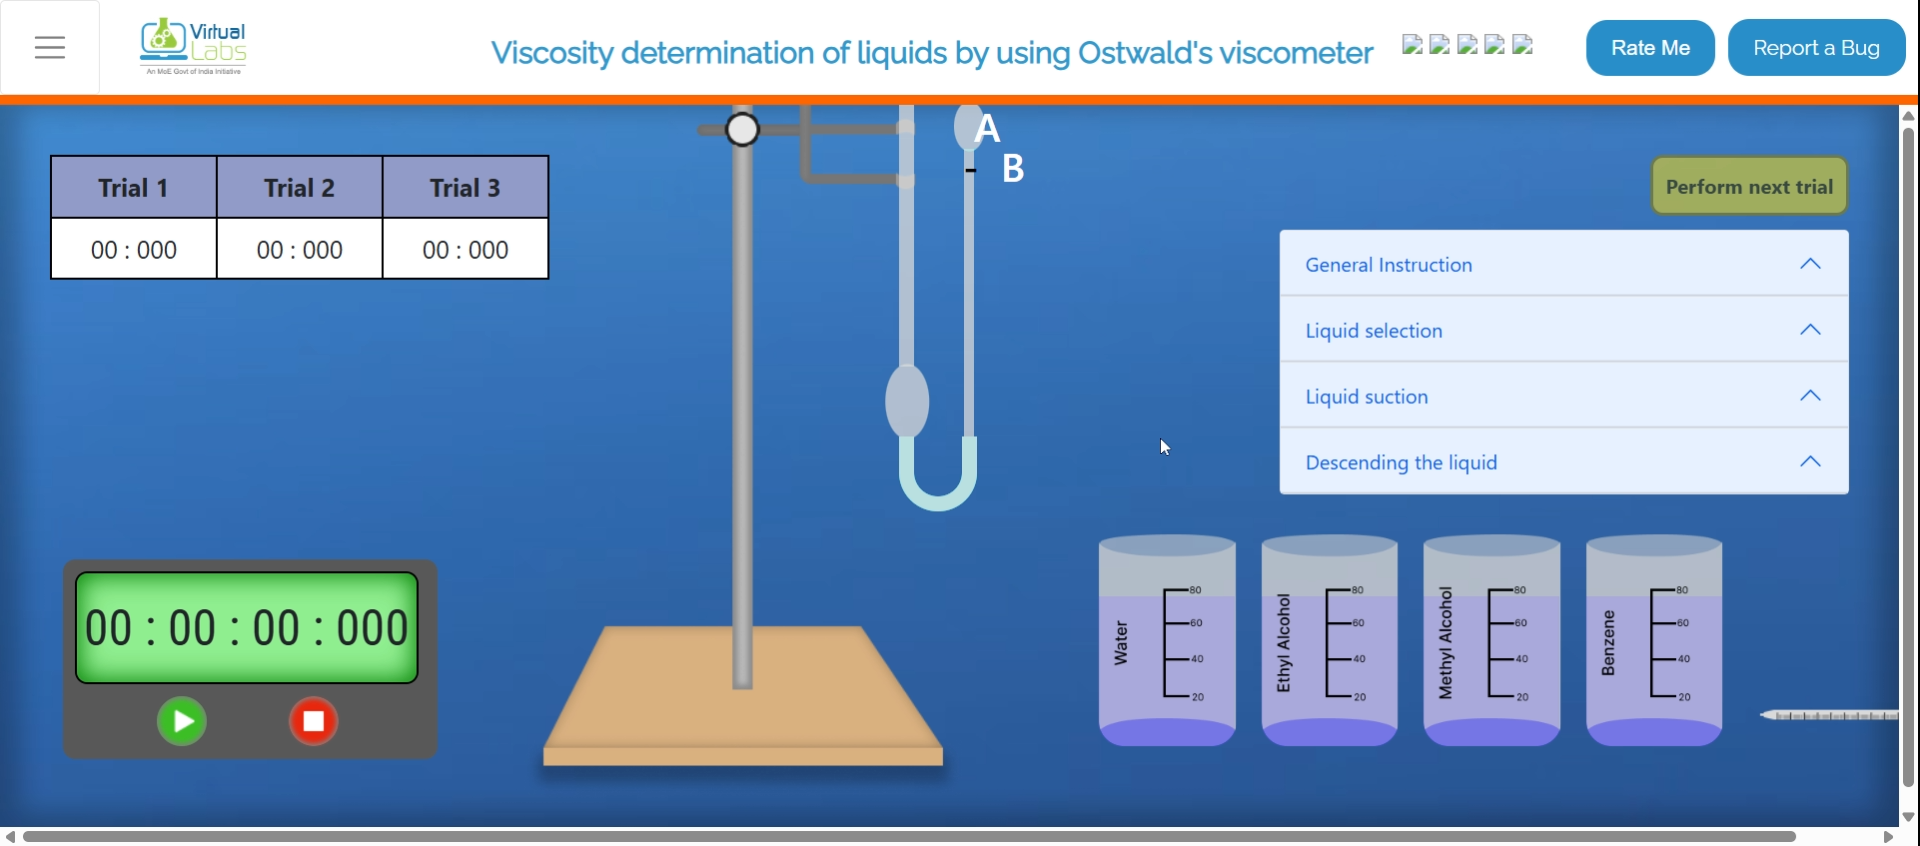 Virtual
Labs
An MoE Govt of India Initiative
Viscosity determination of liquids by using Ostwald's viscometer
Rate Me
Report a Bug
A
B
Trial 1 Trial 2 Trial 3
00 : 000 00 : 000 00 : 000
Perform next trial
General Instruction
Liquid selection
Liquid suction
Descending the liquid
00 : 00 : 00 : 000
Water
80
60
40
20
Ethyl Alcohol
80
60
40
20
Methyl Alcohol
80
60
40
20
Benzene
80
60
40
20